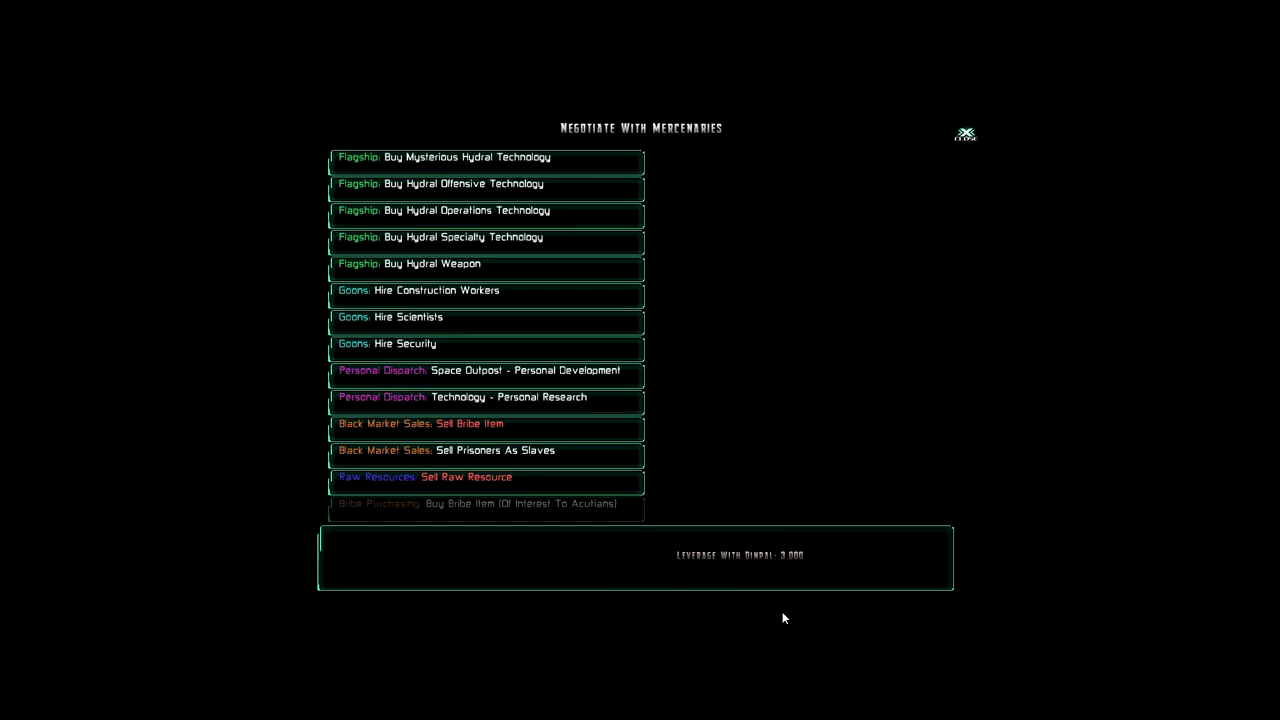 Negotiate With Mercenaries
CLOSE
Flagship: Buy Mysterious Hydral Technology
Flagship: Buy Hydral Offensive Technology
Flagship: Buy Hydral Operations Technology
Flagship: Buy Hydral Specialty Technology
Flagship: Buy Hydral Weapon
Goons: Hire Construction Workers
Goons: Hire Scientists
Goons: Hire Security
Personal Dispatch: Space Outpost - Personal Development
Personal Dispatch: Technology - Personal Research
Black Market Sales: Sell Bribe Item
Black Market Sales: Sell Prisoners As Slaves
Raw Resources: Sell Raw Resource
Bribe Purchasing: Buy Bribe Item (Of Interest To Acutians)
Leverage With Dinpal: 3.000